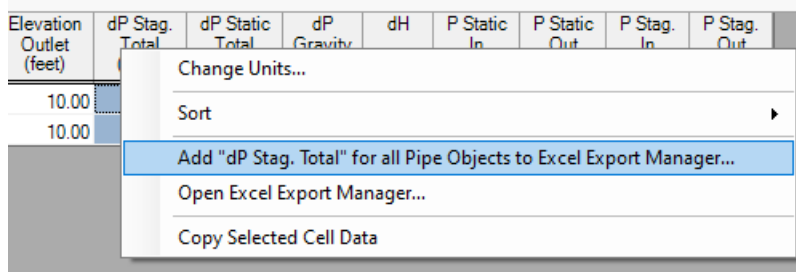 Elevation dP Stag. dP Static dP dH P Static P Static P Stag. P Stag.
Outlet Total Total Gravity In Out In Out
(feet)
Change Units...
10.00
Sort
10.00
Add "dP Stag. Total" for all Pipe Objects to Excel Export Manager...
Open Excel Export Manager...
Copy Selected Cell Data